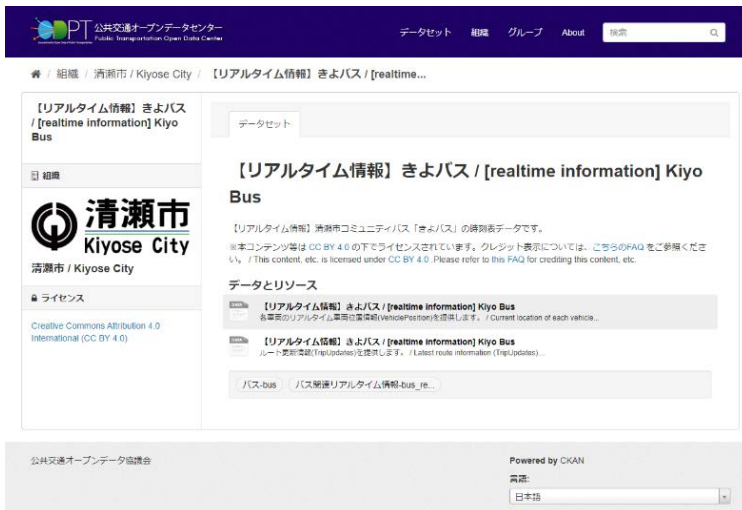 ODPT 公共交通オープンデータセンター
Public Transportation Open Data Center
データセット 組織 グループ About 検索
/ 組織 / 清瀬市 / Kiyose City / 【リアルタイム情報】きよバス / [realtime...
【リアルタイム情報】きよバス
/ [realtime information] Kiyo
Bus
組織
清瀬市
Kiyose City
清瀬市 / Kiyose City
ライセンス
Creative Commons Attribution 4.0
International (CC BY 4.0)
データセット
【リアルタイム情報】きよバス / [realtime information] Kiyo
Bus
【リアルタイム情報】清瀬市コミュニティバス「きよバス」の時刻表データです。
※本コンテンツ等は CC BY 4.0 の下でライセンスされています。クレジット表示については、こちらのFAQ をご参照くださ
い。 / This content, etc. is licensed under CC BY 4.0 .Please refer to this FAQ for crediting this content, etc.
データとリソース
【リアルタイム情報】きよバス / [realtime information] Kiyo Bus
各車両のリアルタイム車両位置情報(VehiclePosition)を提供します。 / Current location of each vehicle...
【リアルタイム情報】きよバス / [realtime information] Kiyo Bus
ルート更新情報(TripUpdates)を提供します。 / Latest route information (TripUpdates)...
バス-bus バス関連リアルタイム情報-bus_re...
公共交通オープンデータ協議会
Powered by CKAN
言語:
日本語